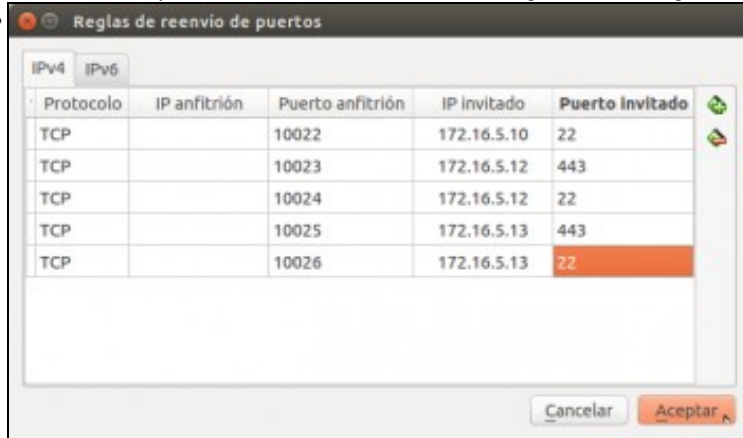 Reglas de reenvio de puertos
IPv4 IPv6
Protocolo IP anfitrión Puerto anfitrión IP invitado Puerto invitado
TCP 10022 172.16.5.10 22
TCP 10023 172.16.5.12 443
TCP 10024 172.16.5.12 22
TCP 10025 172.16.5.13 443
TCP 10026 172.16.5.13 22
Cancelar Aceptar